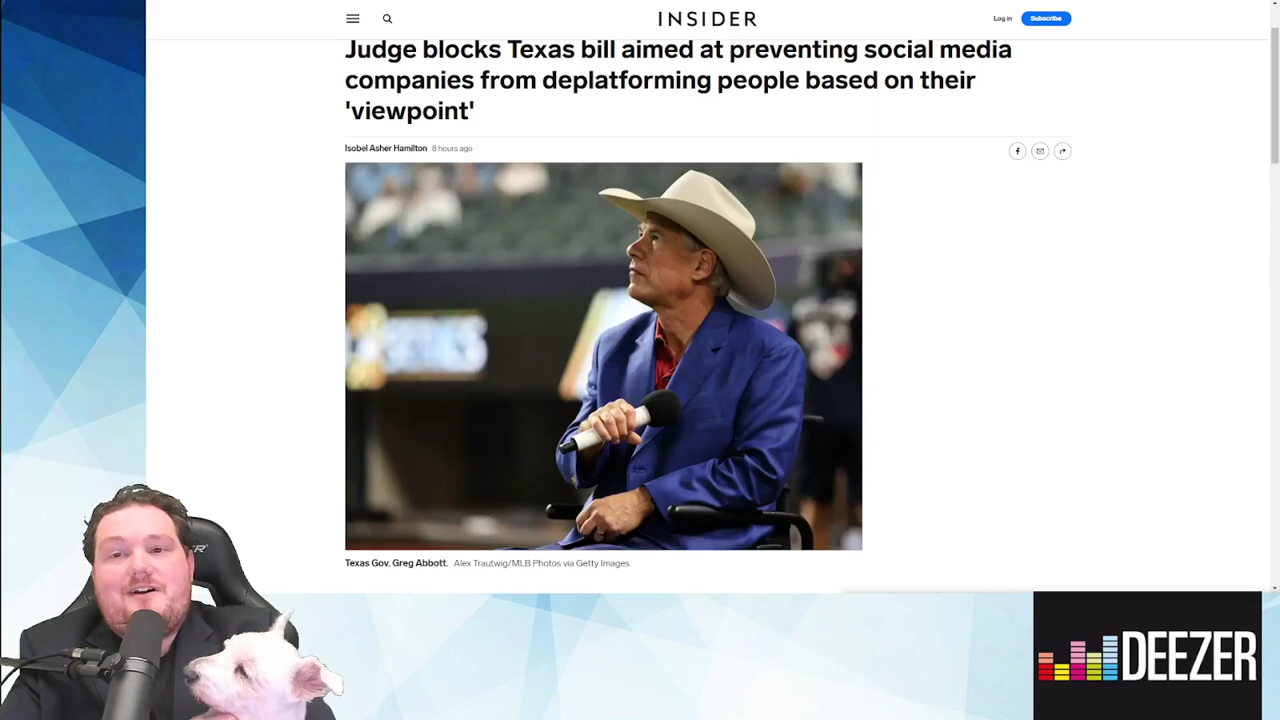 INSIDER
Log in
Subscribe
Judge blocks Texas bill aimed at preventing social media
companies from deplatforming people based on their
'viewpoint'
Isobel Asher Hamilton 8 hours ago
Texas Gov. Greg Abbott. Alex Trautwig/MLB Photos via Getty Images
DEEZER